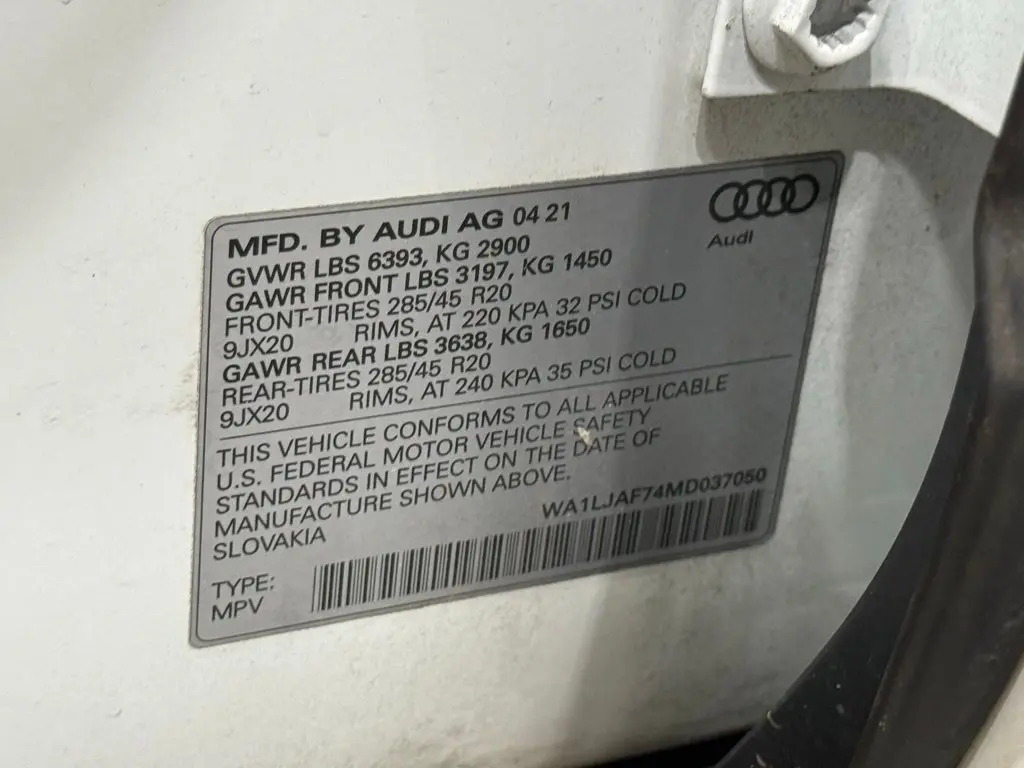 MFD. BY AUDI AG 04 21
Audi
GVWR LBS 6393, KG 2900
GAWR FRONT LBS 3197, KG 1450
FRONT-TIRES 285/45 R20
9JX20 RIMS, AT 220 KPA 32 PSI COLD
GAWR REAR LBS 3638, KG 1650
REAR-TIRES 285/45 R20
9JX20 RIMS, AT 240 KPA 35 PSI COLD
THIS VEHICLE CONFORMS TO ALL APPLICABLE
U.S. FEDERAL MOTOR VEHICLE SAFETY
STANDARDS IN EFFECT ON THE DATE OF
MANUFACTURE SHOWN ABOVE.
SLOVAKIA
WA1LJAF74MD037050
TYPE:
MPV